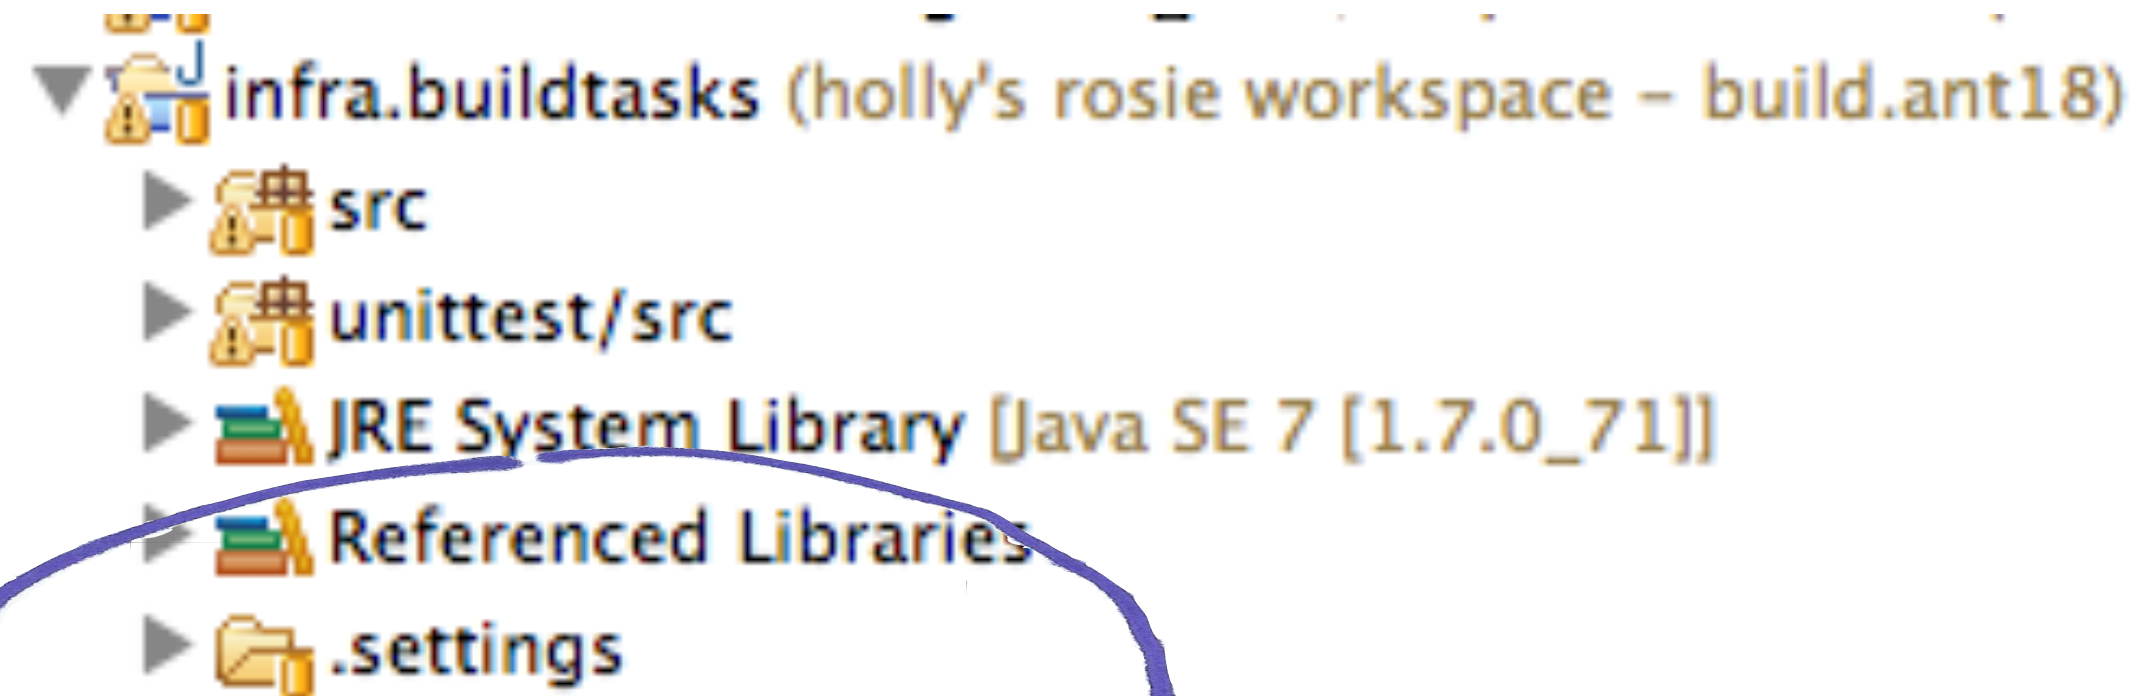 infra.buildtasks (holly's rosie workspace – build.ant18)
src
unittest/src
JRE System Library [Java SE 7 [1.7.0_71]]
Referenced Libraries
.settings